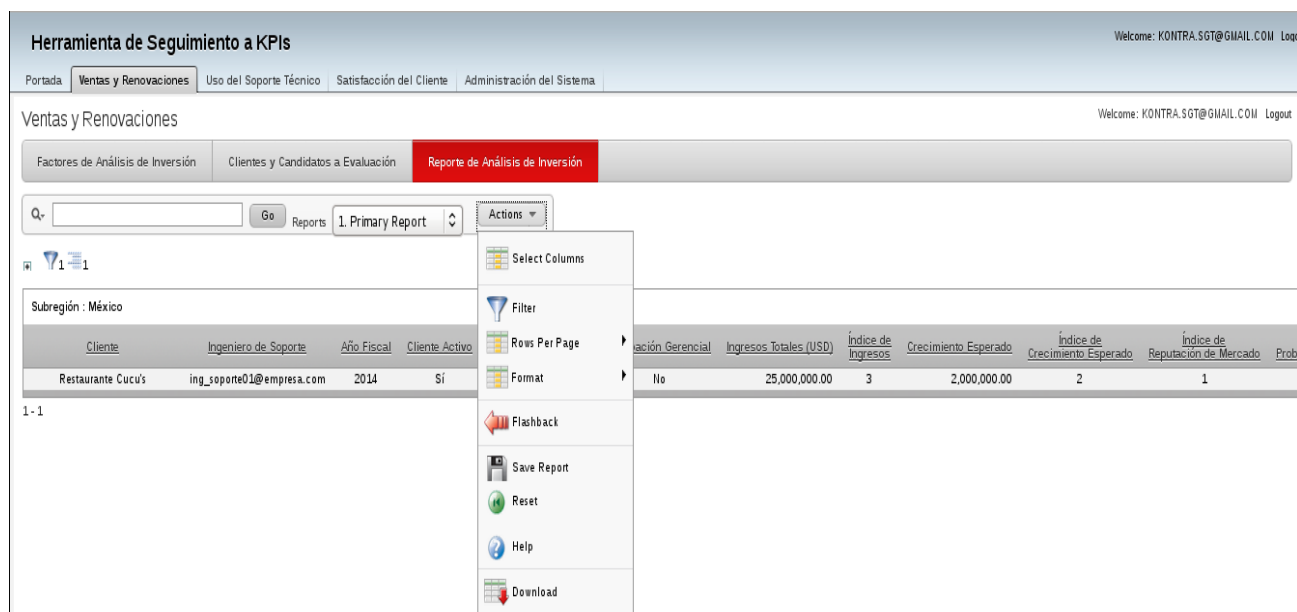 Herramienta de Seguimiento a KPIs
Welcome: KONTRA.SGT@GMAIL.COM
Portada Ventas y Renovaciones Uso del Soporte Técnico Satisfacción del Cliente Administración del Sistema
Ventas y Renovaciones
Welcome: KONTRA.SGT@GMAIL.COM Logout
Factores de Análisis de Inversión Clientes y Candidatos a Evaluación Reporte de Análisis de Inversión
Go Reports 1. Primary Report Actions
Select Columns
1 1
Subregión : México
Filter
Rows Per Page
Cliente Ingeniero de Soporte Año Fiscal Cliente Activo Gerencial Ingresos Totales (USD) Índice de Ingresos Crecimiento Esperado Índice de Crecimiento Esperado Índice de Reputación de Mercado
Restaurante Cucu's ing_soporte01@empresa.com 2014 Sí Format No 25,000,000.00 3 2,000,000.00 2 1
1 - 1
Flashback
Save Report
Reset
Help
Download